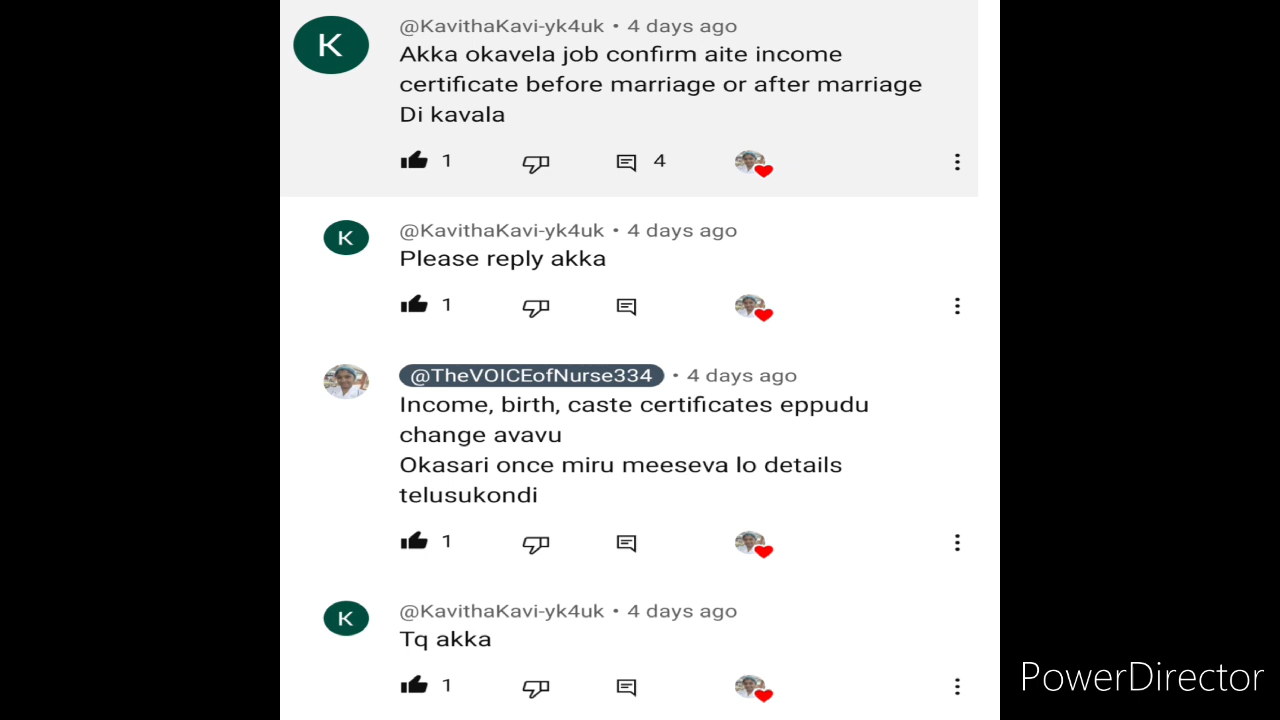 K
@KavithaKavi-yk4uk • 4 days ago
Akka okavela job confirm aite income
certificate before marriage or after marriage
Di kavala
1
4
K
@KavithaKavi-yk4uk • 4 days ago
Please reply akka
1
@TheVOICEofNurse334 • 4 days ago
Income, birth, caste certificates eppudu
change avavu
Okasari once miru meeseva lo details
telusukondi
1
K
@KavithaKavi-yk4uk • 4 days ago
Tq akka
1
PowerDirector